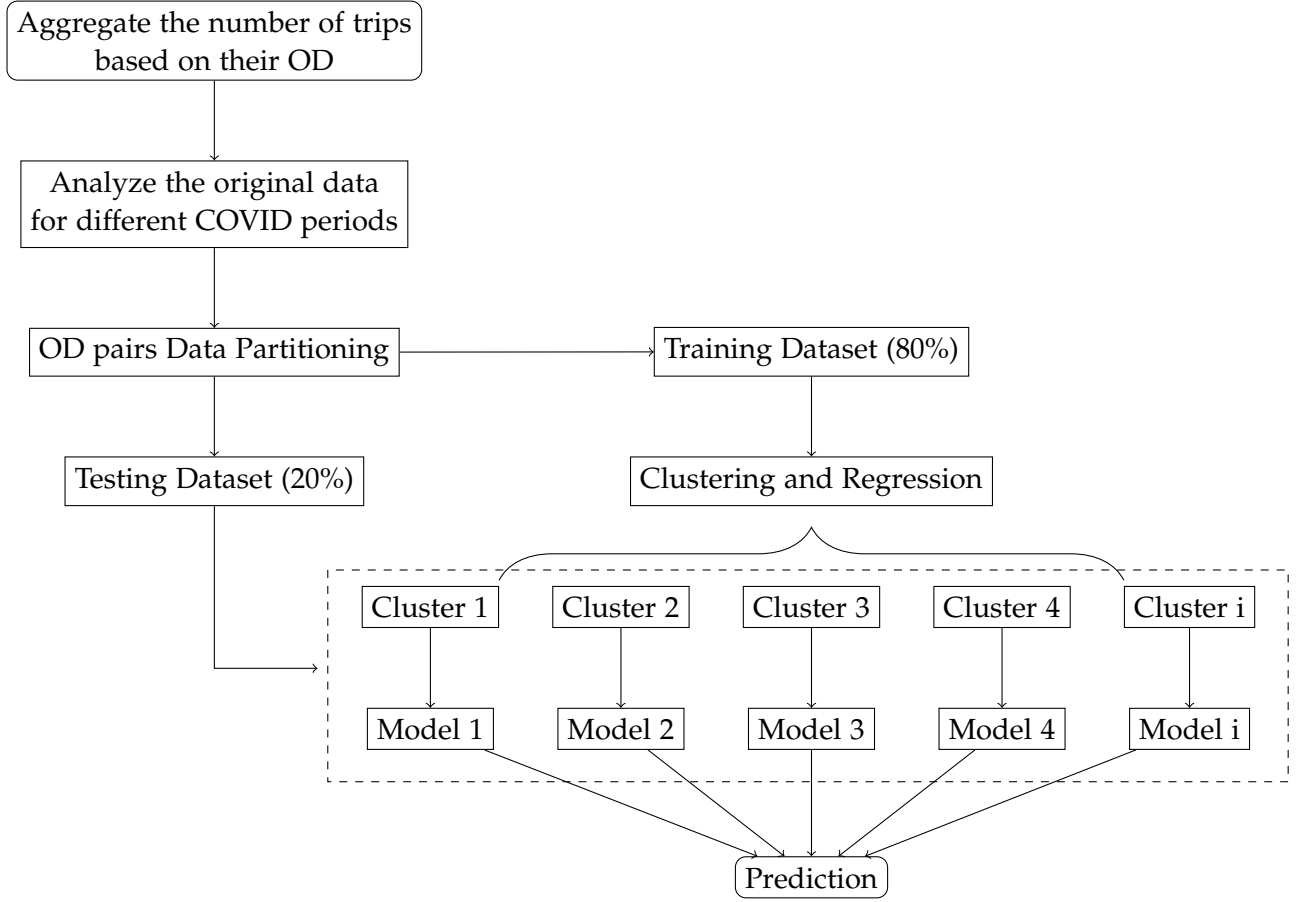 Aggregate the number of trips
based on their OD
Analyze the original data
for different COVID periods
OD pairs Data Partitioning
Training Dataset (80%)
Testing Dataset (20%)
Clustering and Regression
Cluster 1
Cluster 2
Cluster 3
Cluster 4
Cluster i
Model 1
Model 2
Model 3
Model 4
Model i
Prediction